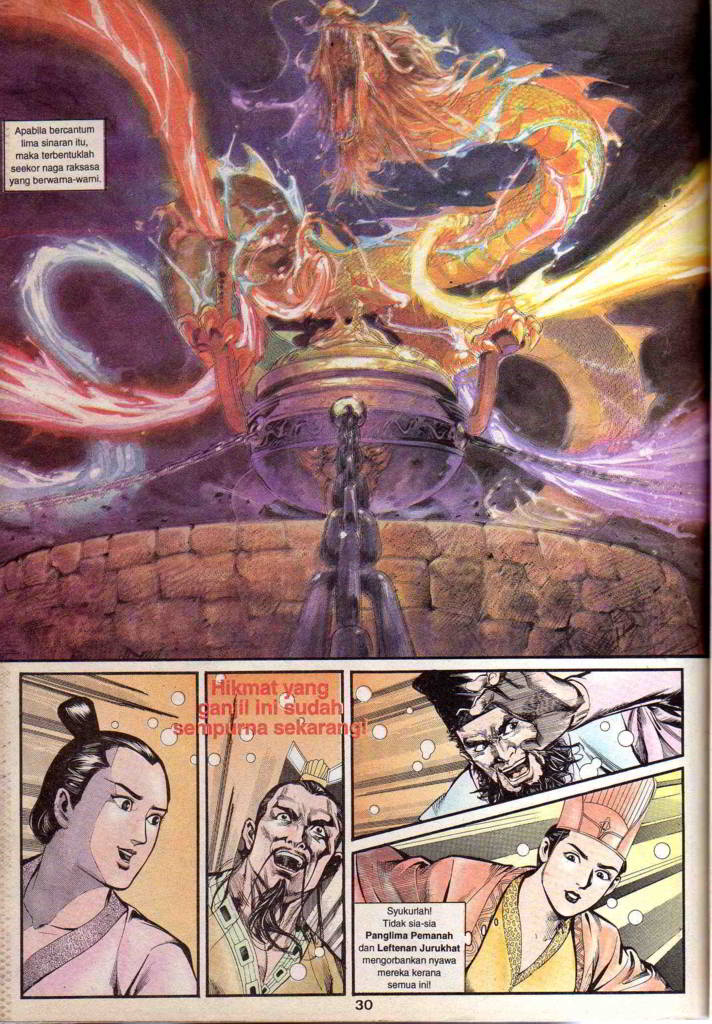 Apabila bercantum
lima sinaran itu,
maka terbentuklah
seekor naga raksasa
yang berwarna-warni.
Hikmat yang
ganjil ini sudah
sempurna sekarang!
Syukurlah!
Tidak sia-sia
Panglima Pemanah
dan Leftenan Jurukhat
mengorbankan nyawa
mereka kerana
semua ini!
30